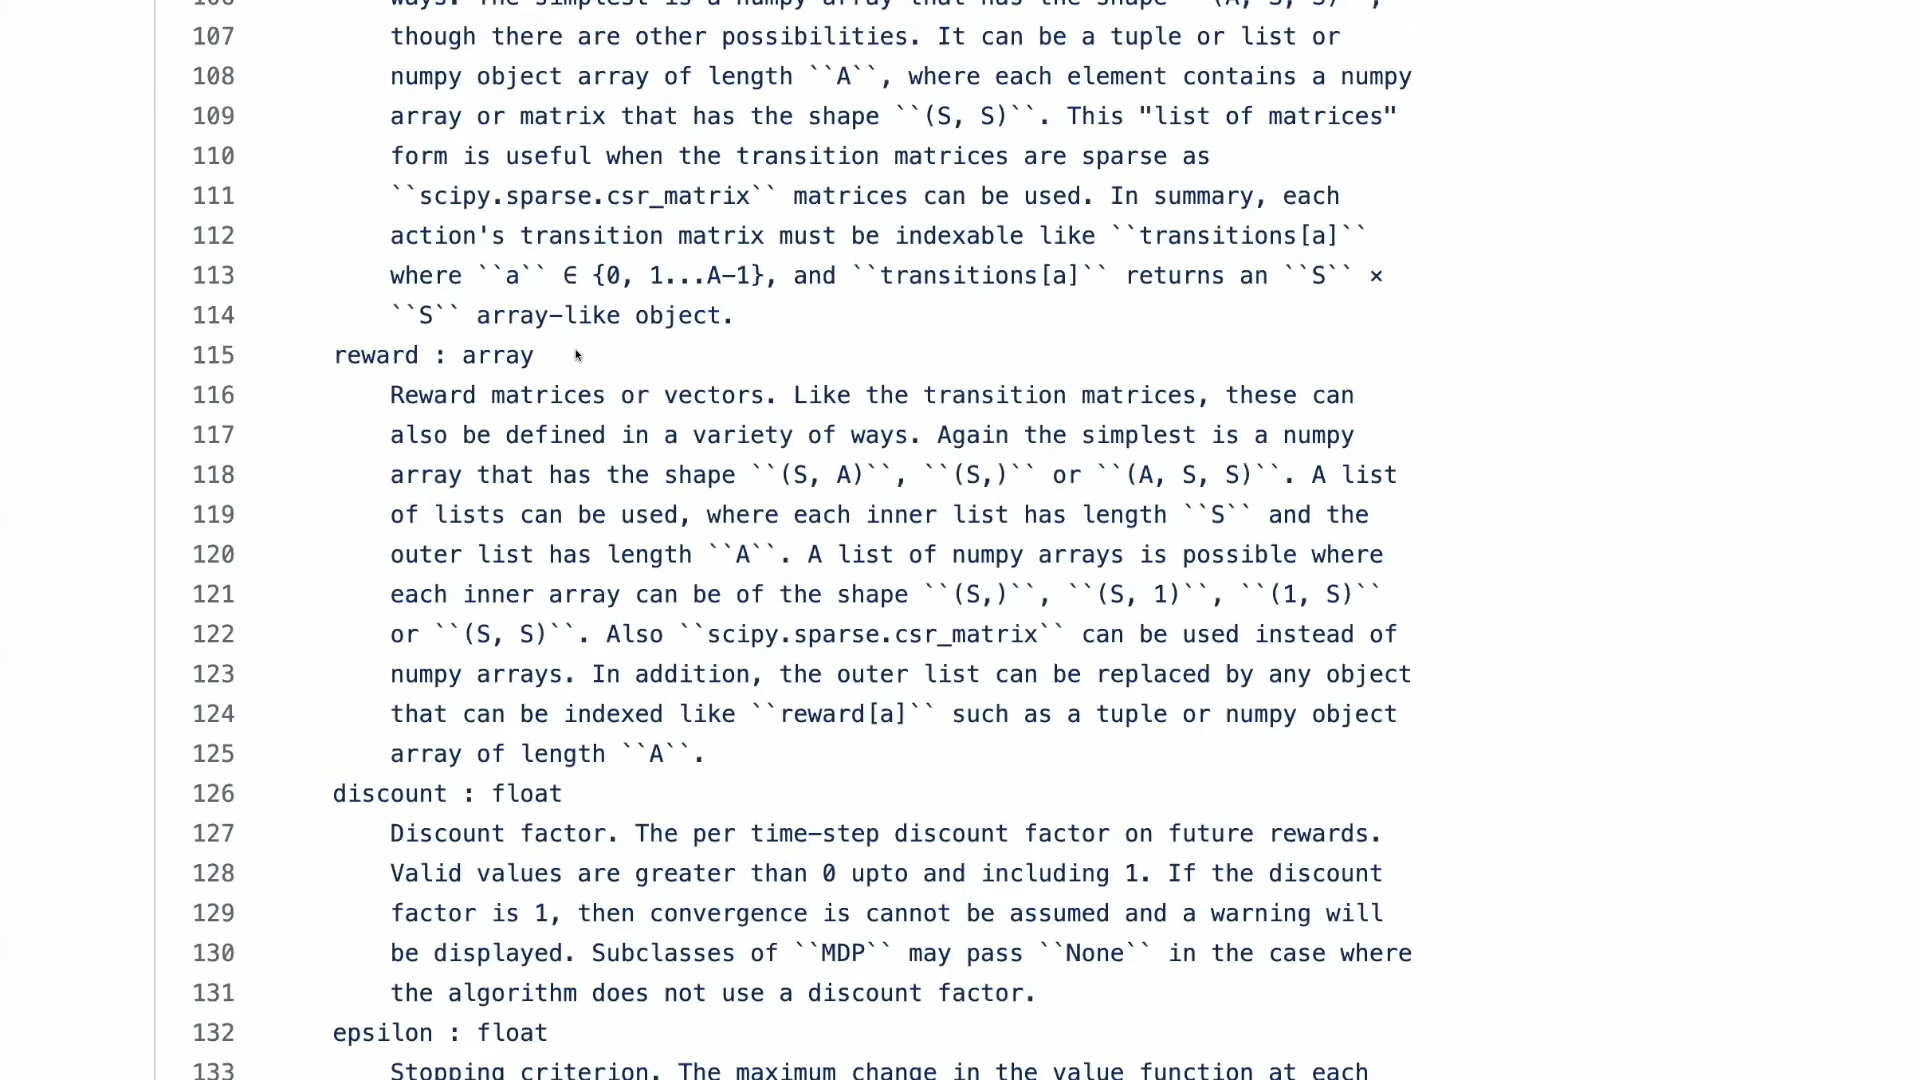 106 ways. The simplest is a numpy array that has the shape ``(A, S, S)``,
107 though there are other possibilities. It can be a tuple or list or
108 numpy object array of length ``A``, where each element contains a numpy
109 array or matrix that has the shape ``(S, S)``. This "list of matrices"
110 form is useful when the transition matrices are sparse as
111 ``scipy.sparse.csr_matrix`` matrices can be used. In summary, each
112 action's transition matrix must be indexable like ``transitions[a]``
113 where ``a`` ∈ {0, 1...A-1}, and ``transitions[a]`` returns an ``S`` ×
114 ``S`` array-like object.
115 reward : array
116 Reward matrices or vectors. Like the transition matrices, these can
117 also be defined in a variety of ways. Again the simplest is a numpy
118 array that has the shape ``(S, A)``, ``(S,)`` or ``(A, S, S)``. A list
119 of lists can be used, where each inner list has length ``S`` and the
120 outer list has length ``A``. A list of numpy arrays is possible where
121 each inner array can be of the shape ``(S,)``, ``(S, 1)``, ``(1, S)``
122 or ``(S, S)``. Also ``scipy.sparse.csr_matrix`` can be used instead of
123 numpy arrays. In addition, the outer list can be replaced by any object
124 that can be indexed like ``reward[a]`` such as a tuple or numpy object
125 array of length ``A``.
126 discount : float
127 Discount factor. The per time-step discount factor on future rewards.
128 Valid values are greater than 0 upto and including 1. If the discount
129 factor is 1, then convergence is cannot be assumed and a warning will
130 be displayed. Subclasses of ``MDP`` may pass ``None`` in the case where
131 the algorithm does not use a discount factor.
132 epsilon : float
133 Stopping criterion. The maximum change in the value function at each